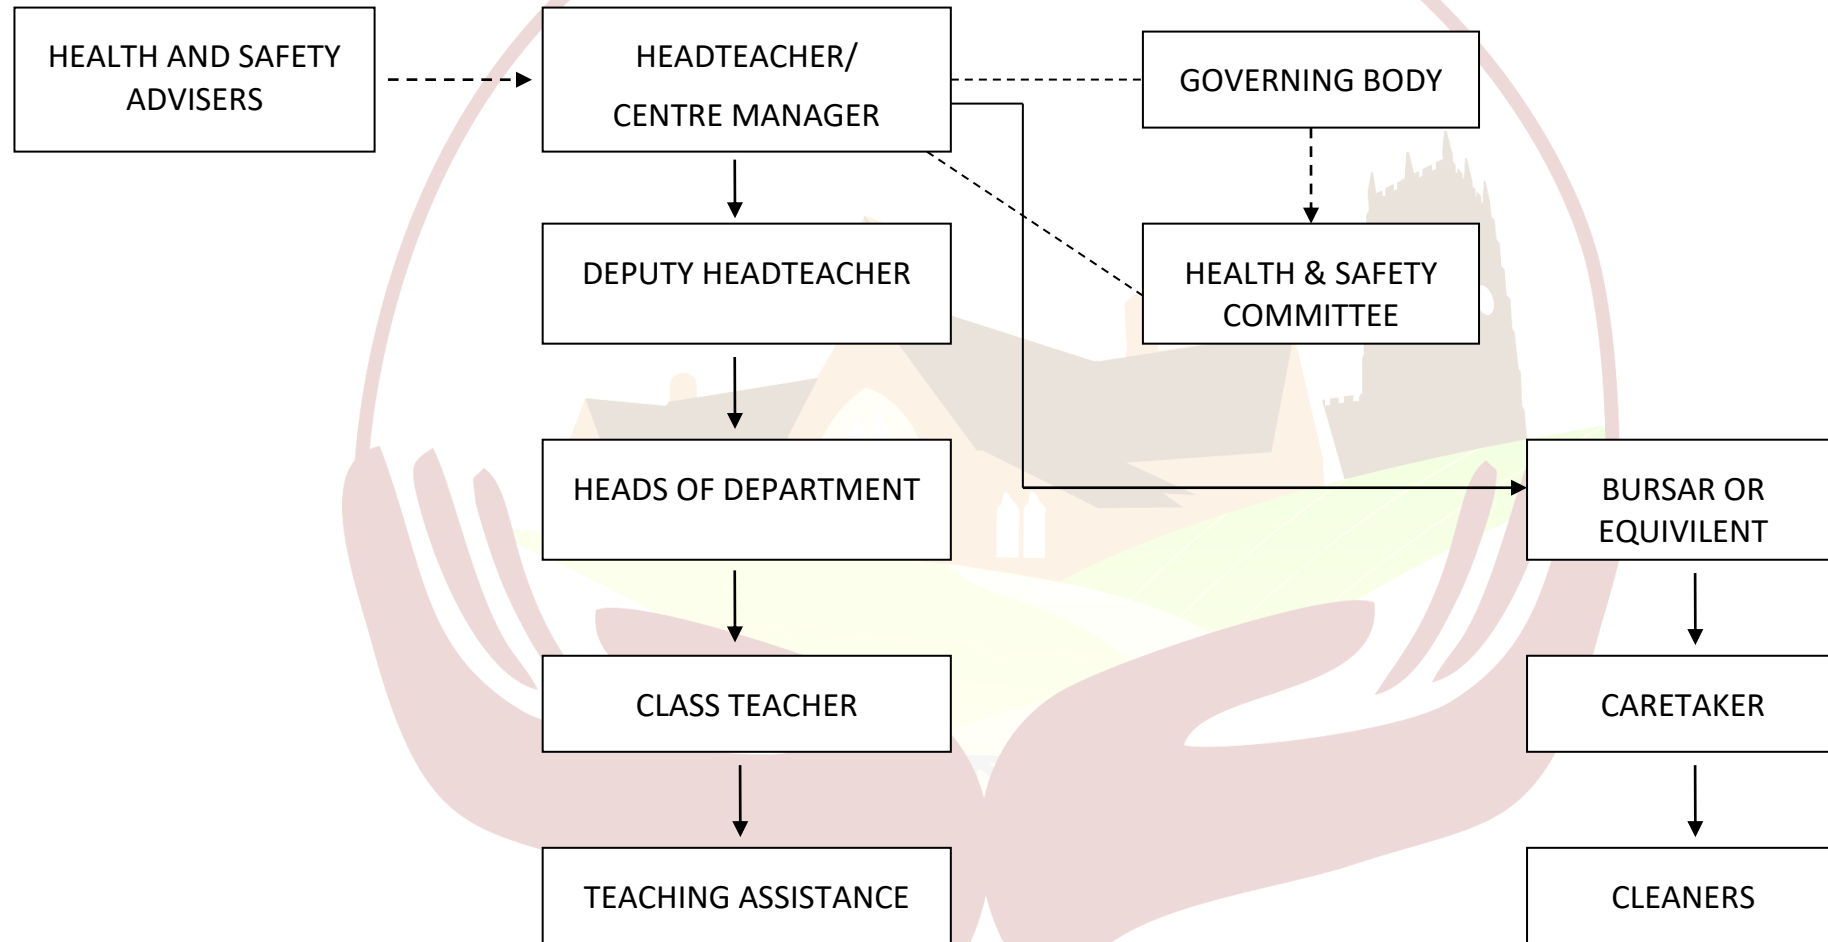 HEALTH AND SAFETY
ADVISERS
HEADTEACHER/
CENTRE MANAGER
GOVERNING BODY
DEPUTY HEADTEACHER
HEALTH & SAFETY
COMMITTEE
HEADS OF DEPARTMENT
BURSAR OR
EQUIVILENT
CLASS TEACHER
CARETAKER
TEACHING ASSISTANCE
CLEANERS